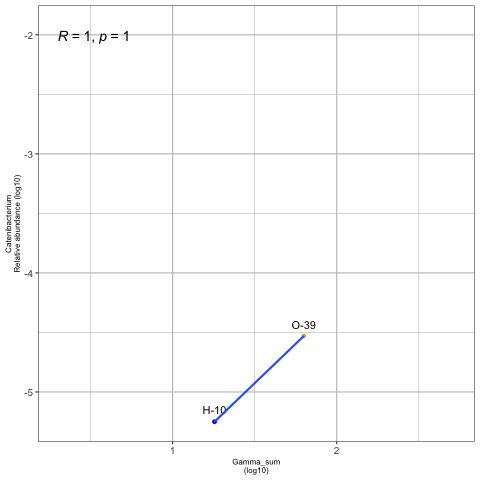 R = 1, p = 1
-2
-3
-4
-5
Catenibacterium
Relative abundance (log10)
O-39
H-10
1
2
Gamma_sum
(log10)